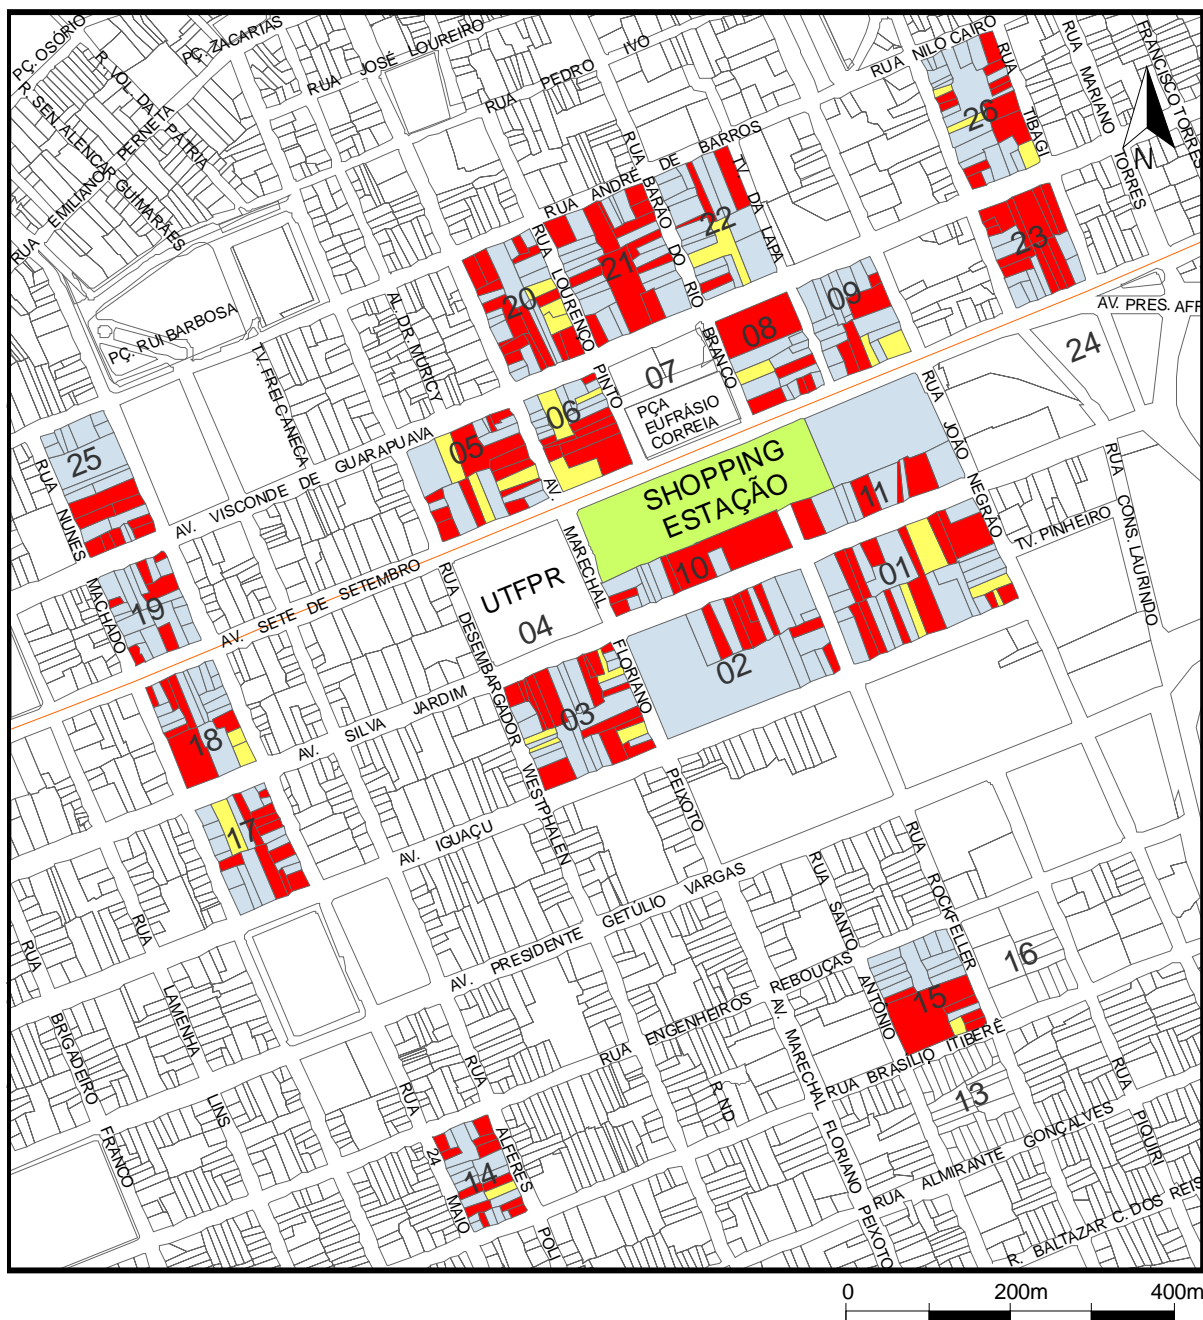 PÇ. OSÓRIO
PÇ. ZACARIAS
R. VOL. DA PÁTRIA
R. SEN ALENCAR GUIMARÃES
RUA EMILIANO PERNETA
RUA JOSÉ LOUREIRO
RUA PEDRO IVO
RUA NILO CAIRO
RUA MARIANO TORRES
FRANCISCO TORRES
RUA TIBAGI
N
26
RUA ANDRÉ DE BARROS
RUA BARÃO DO RIO BRANCO
TV. DA LAPA
22
21
20
23
RUA LOURENÇO PINTO
AL. DR. MURICY
PÇ. RUI BARBOSA
TV. FREI CANECA
09
08
07
AV. PRES. AFF
24
PÇA
EUFRÁSIO
CORREIA
06
05
AV. VISCONDE DE GUARAPUAVA
25
RUA NUNES MACHADO
SHOPPING
ESTAÇÃO
11
10
RUA JOÃO NEGRÃO
RUA CONS. LAURINDO
TV. PINHEIRO
AV. MARECHAL FLORIANO PEIXOTO
UTFPR
04
AV. SETE DE SETEMBRO
19
01
02
03
RUA DESEMBARGADOR WESTPHALEN
AV. SILVA JARDIM
18
17
AV. IGUAÇU
AV. PRESIDENTE GETÚLIO VARGAS
RUA SANTO ANTÔNIO
RUA ROCKFELLER
16
15
RUA ENGENHEIROS REBOUÇAS
RUA BRASÍLIO ITIBERÊ
13
AV. MARECHAL FLORIANO PEIXOTO
RUA BRIGADEIRO FRANCO
RUA LAMENHA LINS
RUA 24 MAIO
RUA ALFERES POLI
14
R. ND
RUA ALMIRANTE GONÇALVES
RUA PIQUIRI
R. BALTAZAR C. DOS REIS
0 200m 400m